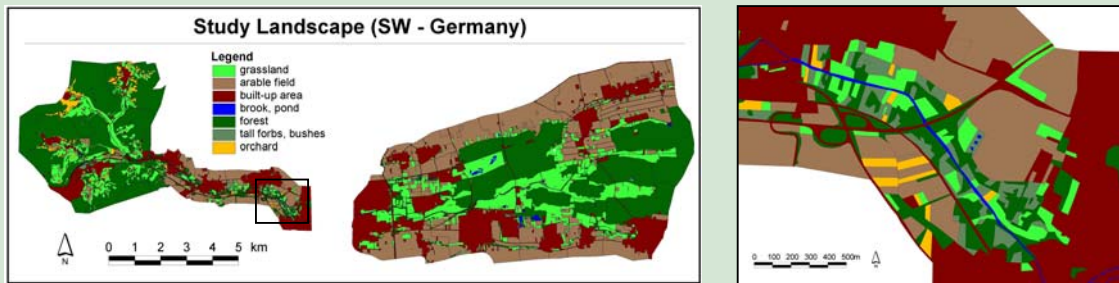 Study Landscape (SW - Germany)
Legend
grassland
arable field
built-up area
brook, pond
forest
tall forbs, bushes
orchard
N
0 1 2 3 4 5 km
0 100 200 300 400 500m
N